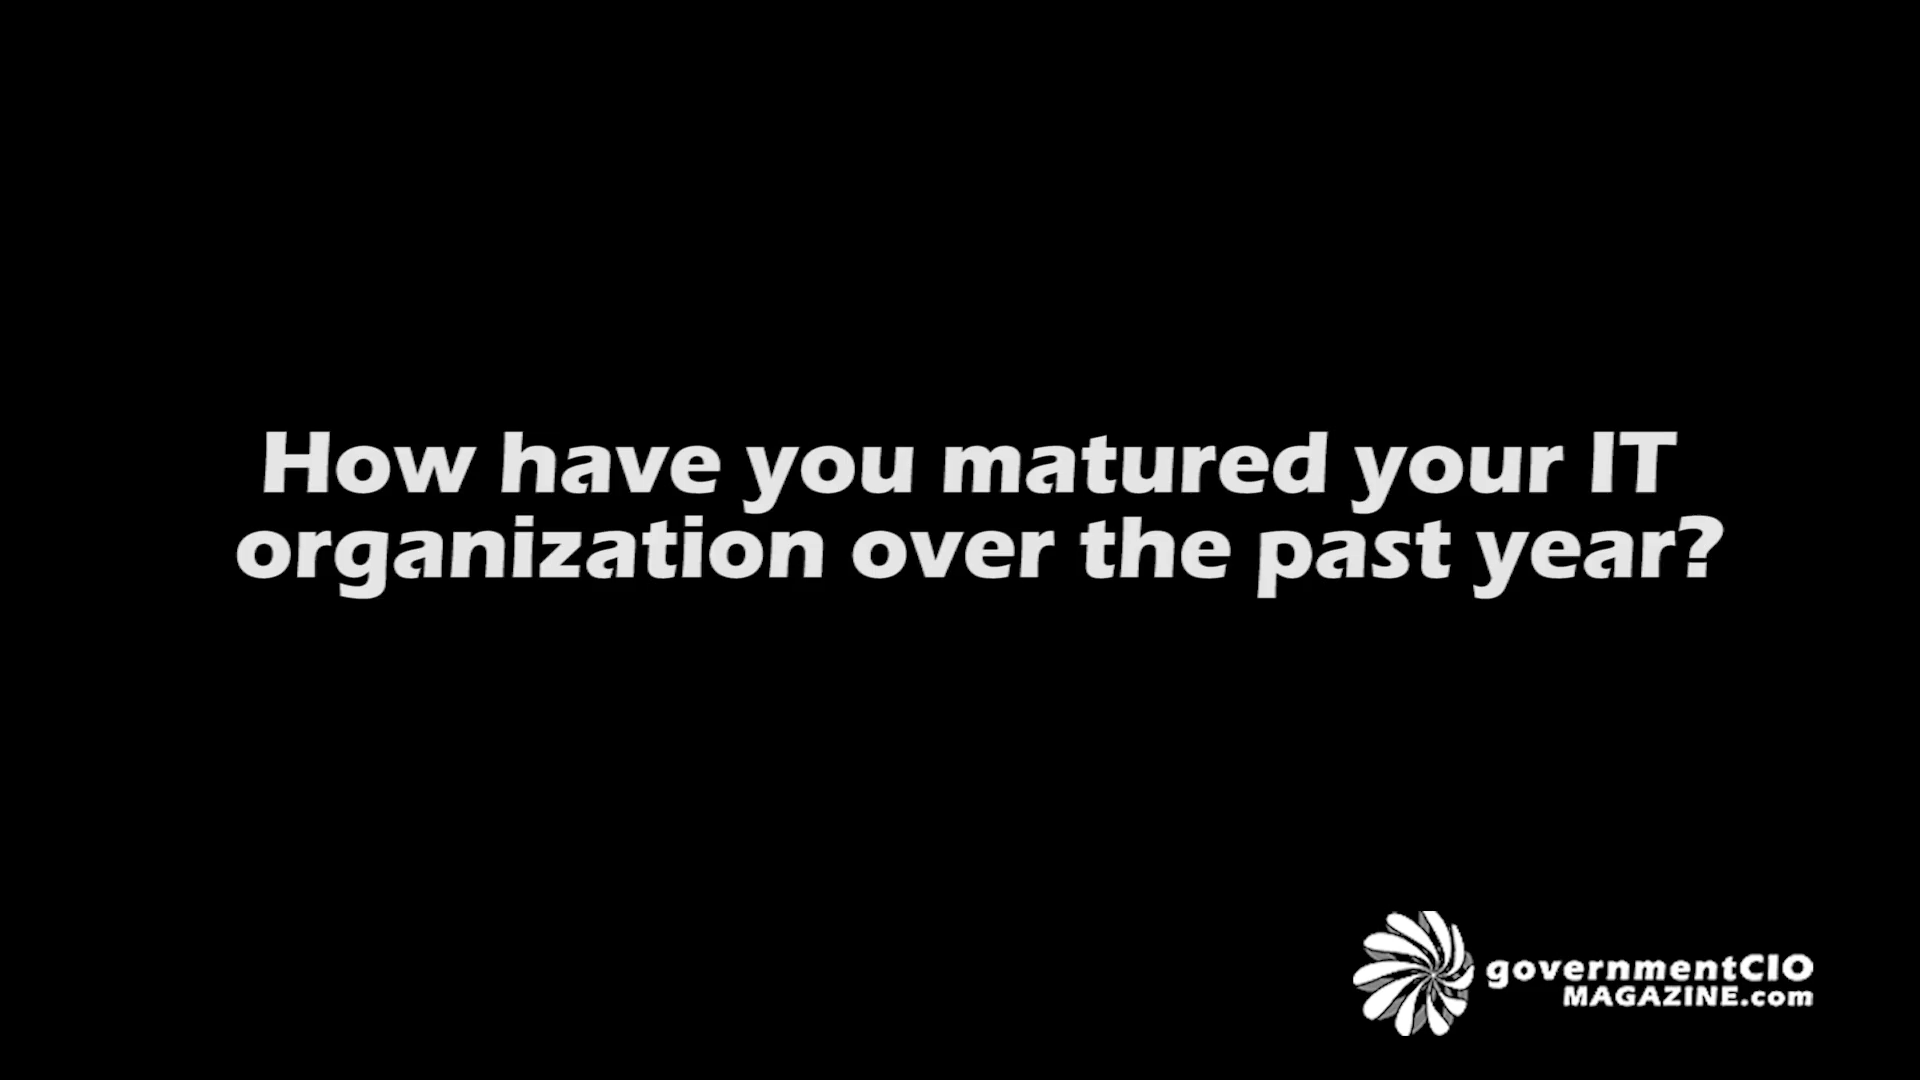 How have you matured your IT
organization over the past year?
governmentCIO
MAGAZINE.com